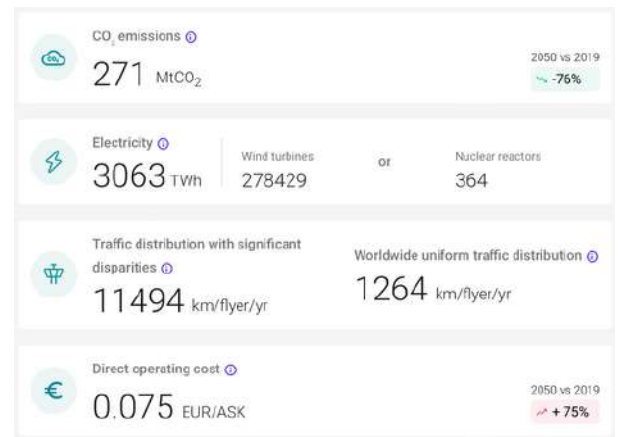 CO₂ emissions
271 MtCO₂
2050 vs 2019
-76%
Electricity
3063 TWh
Wind turbines
278429
or
Nuclear reactors
364
Traffic distribution with significant
disparities
11494 km/flyer/yr
Worldwide uniform traffic distribution
1264 km/flyer/yr
Direct operating cost
0.075 EUR/ASK
2050 vs 2019
+ 75%